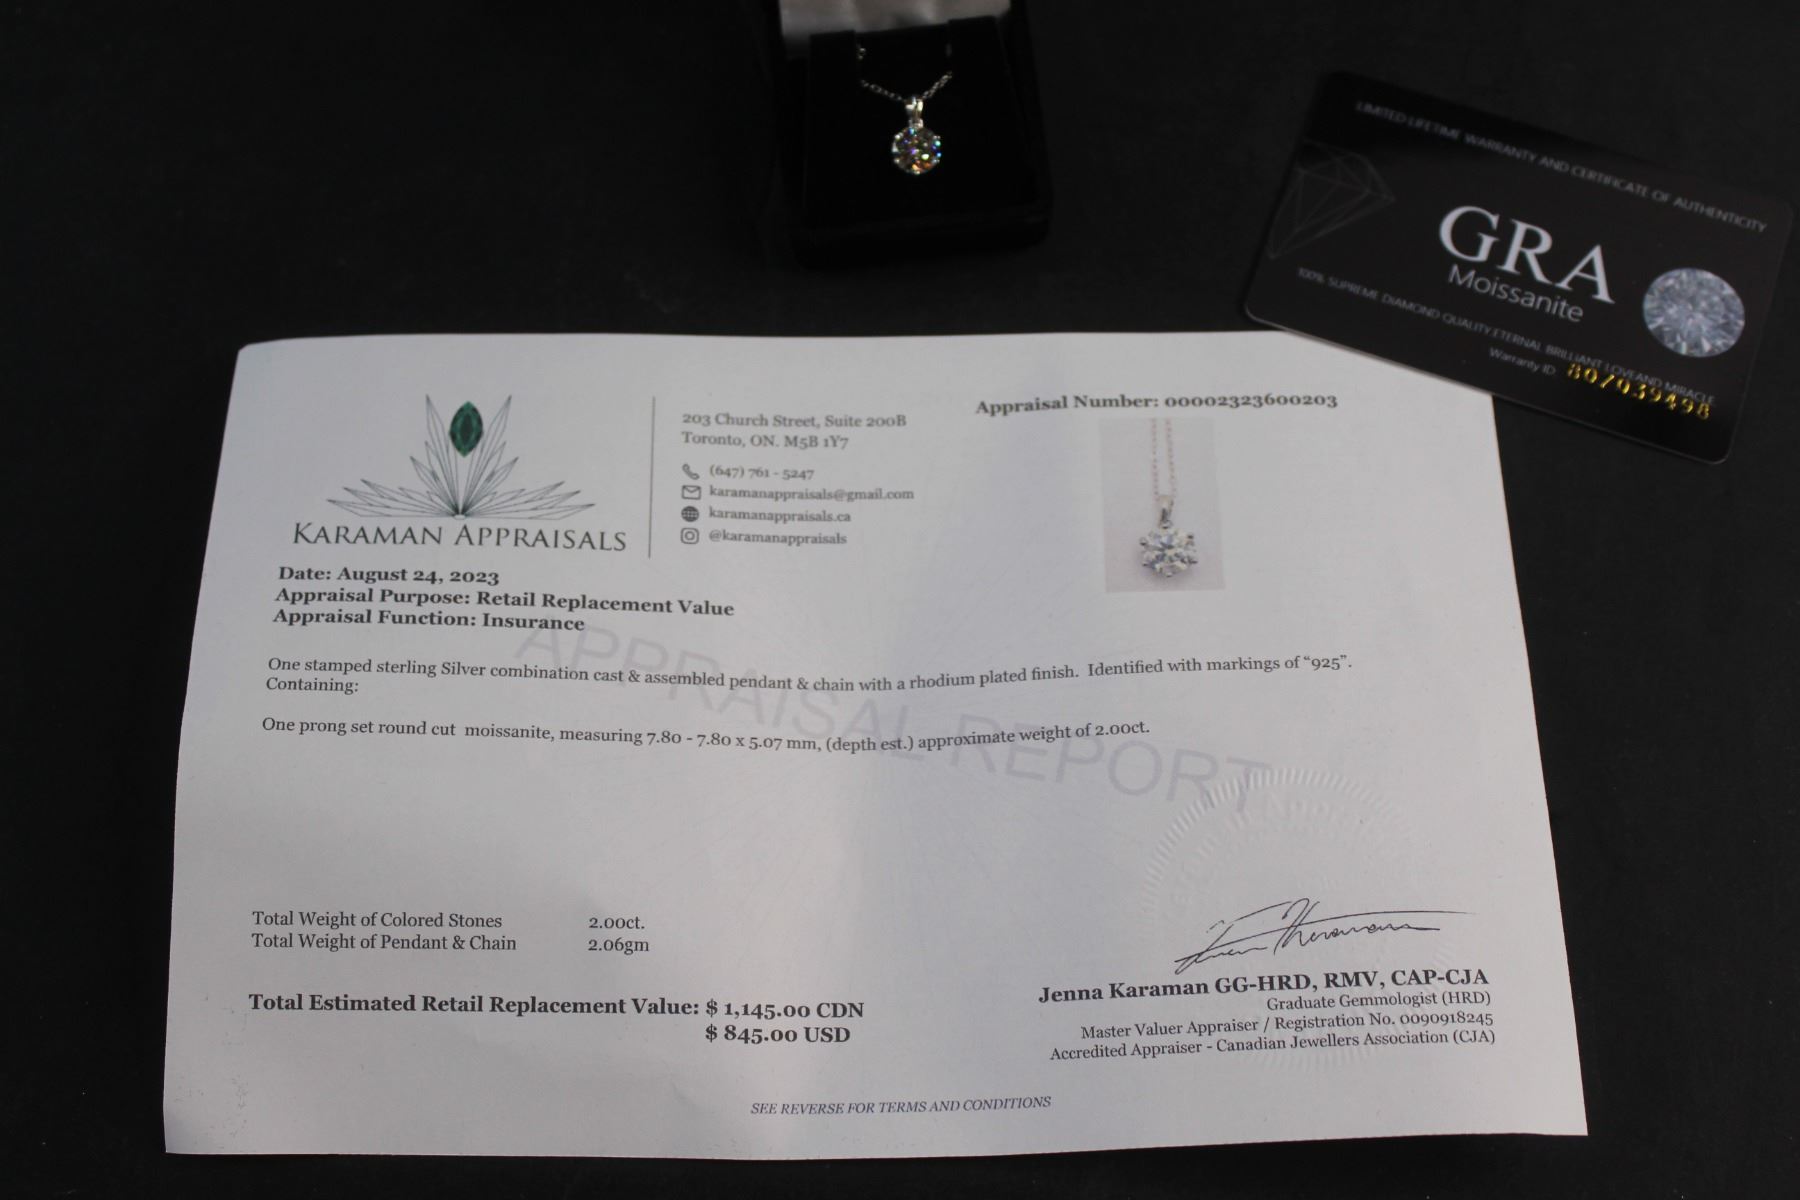 LIMITED LIFETIME WARRANTY AND CERTIFICATE OF AUTHENTICITY
GRA
Moissanite
100% SUPREME DIAMOND QUALITY.ETERNAL BRILLIANT LOVEAND MIRACLE
Warranty ID: 807939498
KARAMAN APPRAISALS
203 Church Street, Suite 200B
Toronto, ON. M5B 1Y7
(647) 761 - 5247
karamanappraisals@gmail.com
karamanappraisals.ca
@karamanappraisals
Appraisal Number: 00002323600203
Date: August 24, 2023
Appraisal Purpose: Retail Replacement Value
Appraisal Function: Insurance
APPRAISAL REPORT
One stamped sterling Silver combination cast & assembled pendant & chain with a rhodium plated finish. Identified with markings of “925”.
Containing:
One prong set round cut moissanite, measuring 7.80 - 7.80 x 5.07 mm, (depth est.) approximate weight of 2.00ct.
Total Weight of Colored Stones 2.00ct.
Total Weight of Pendant & Chain 2.06gm
Total Estimated Retail Replacement Value: $ 1,145.00 CDN
$ 845.00 USD
Jenna Karaman GG-HRD, RMV, CAP-CJA
Graduate Gemmologist (HRD)
Master Valuer Appraiser / Registration No. 0090918245
Accredited Appraiser - Canadian Jewellers Association (CJA)
SEE REVERSE FOR TERMS AND CONDITIONS